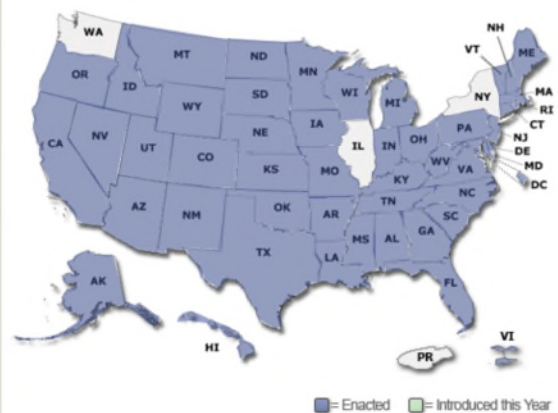 WA
MT
ND
MN
VT
NH
ME
OR
ID
SD
WI
MI
NY
MA
RI
CT
WY
IA
PA
NJ
NV
NE
IL
IN
OH
DE
MD
DC
CA
UT
CO
KS
MO
WV
VA
KY
NC
AZ
NM
OK
AR
TN
SC
TX
LA
MS
AL
GA
FL
AK
HI
PR
VI
= Enacted = Introduced this Year